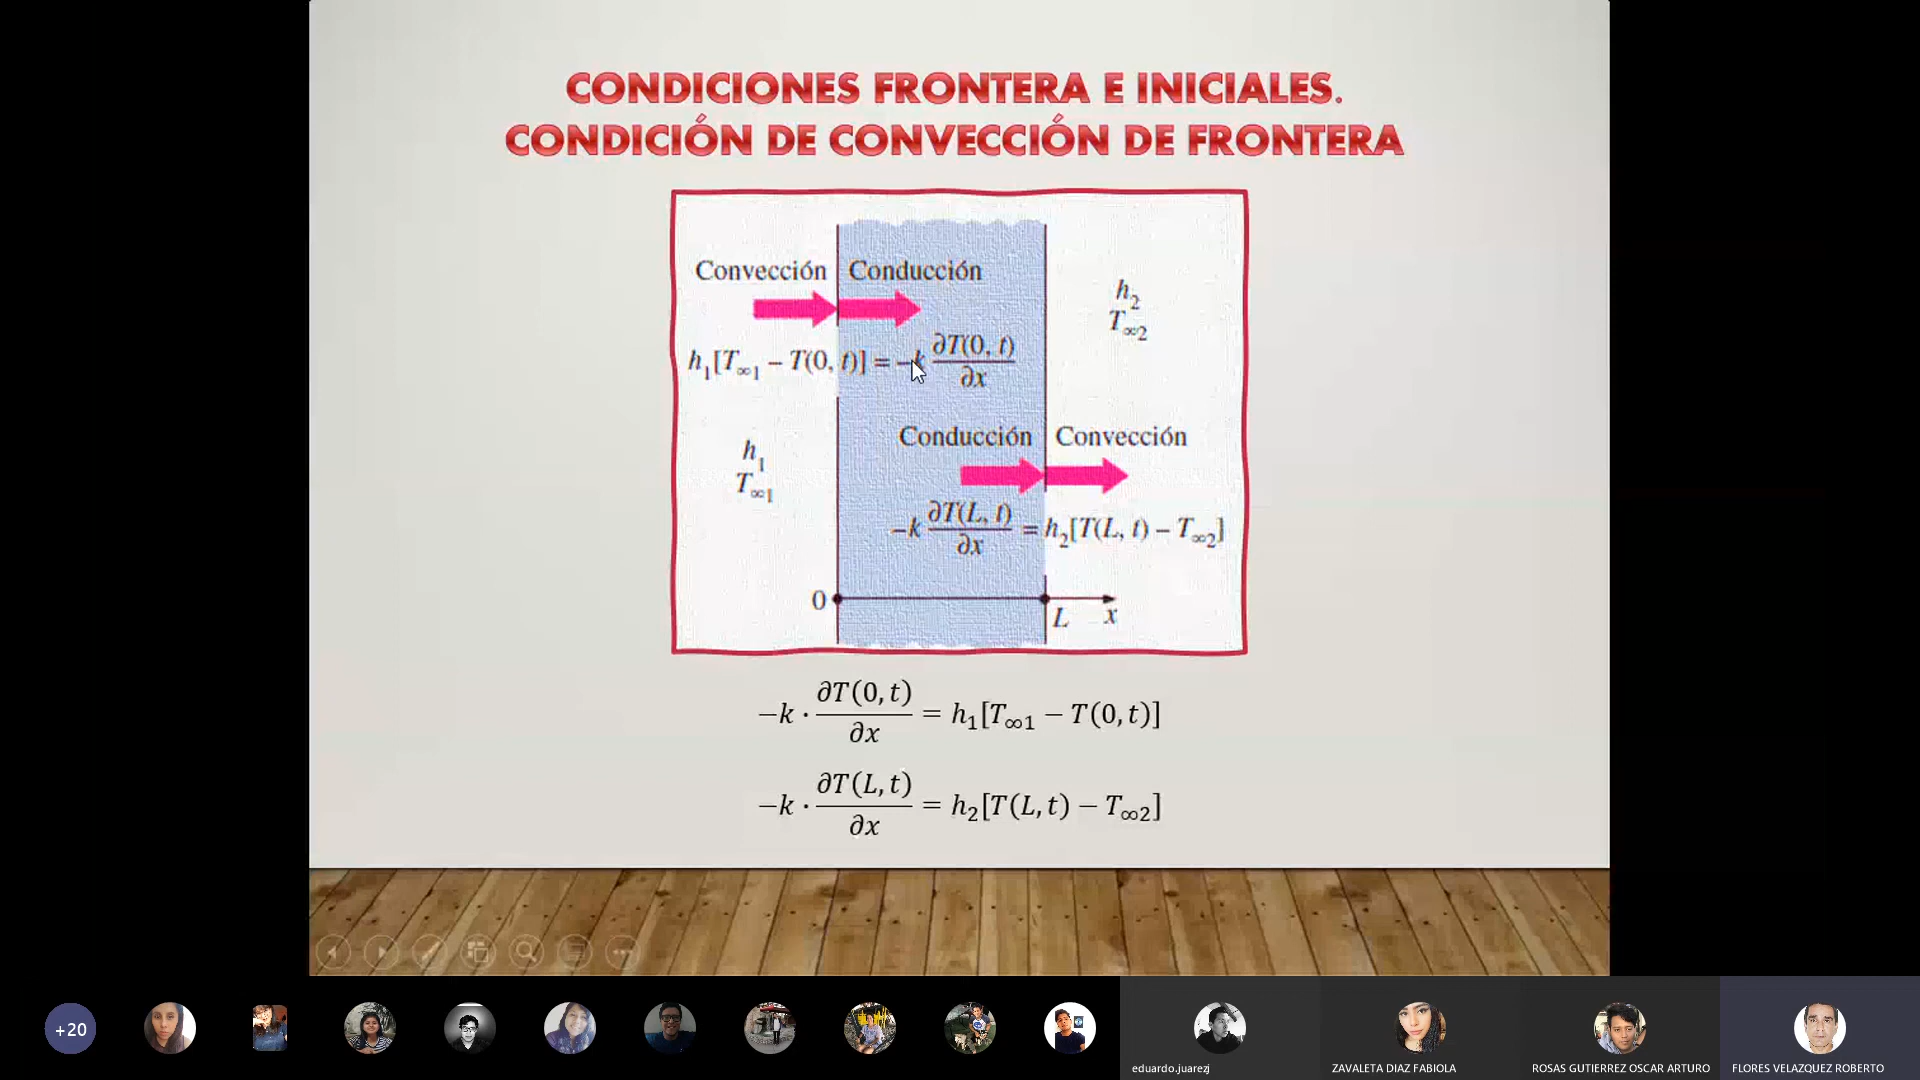 CONDICIONES FRONTERA E INICIALES.
CONDICIÓN DE CONVECCIÓN DE FRONTERA
Convección Conducción
h₁[T∞₁ − T(0, t)] = −k ∂T(0, t)/∂x
h₂
T∞₂
h₁
T∞₁
Conducción Convección
−k ∂T(L, t)/∂x = h₂[T(L, t) − T∞₂]
0 L x
−k · ∂T(0, t)/∂x = h₁[T∞₁ − T(0, t)]
−k · ∂T(L, t)/∂x = h₂[T(L, t) − T∞₂]
+20
eduardo.juarezj
ZAVALETA DIAZ FABIOLA
ROSAS GUTIERREZ OSCAR ARTURO
FLORES VELAZQUEZ ROBERTO